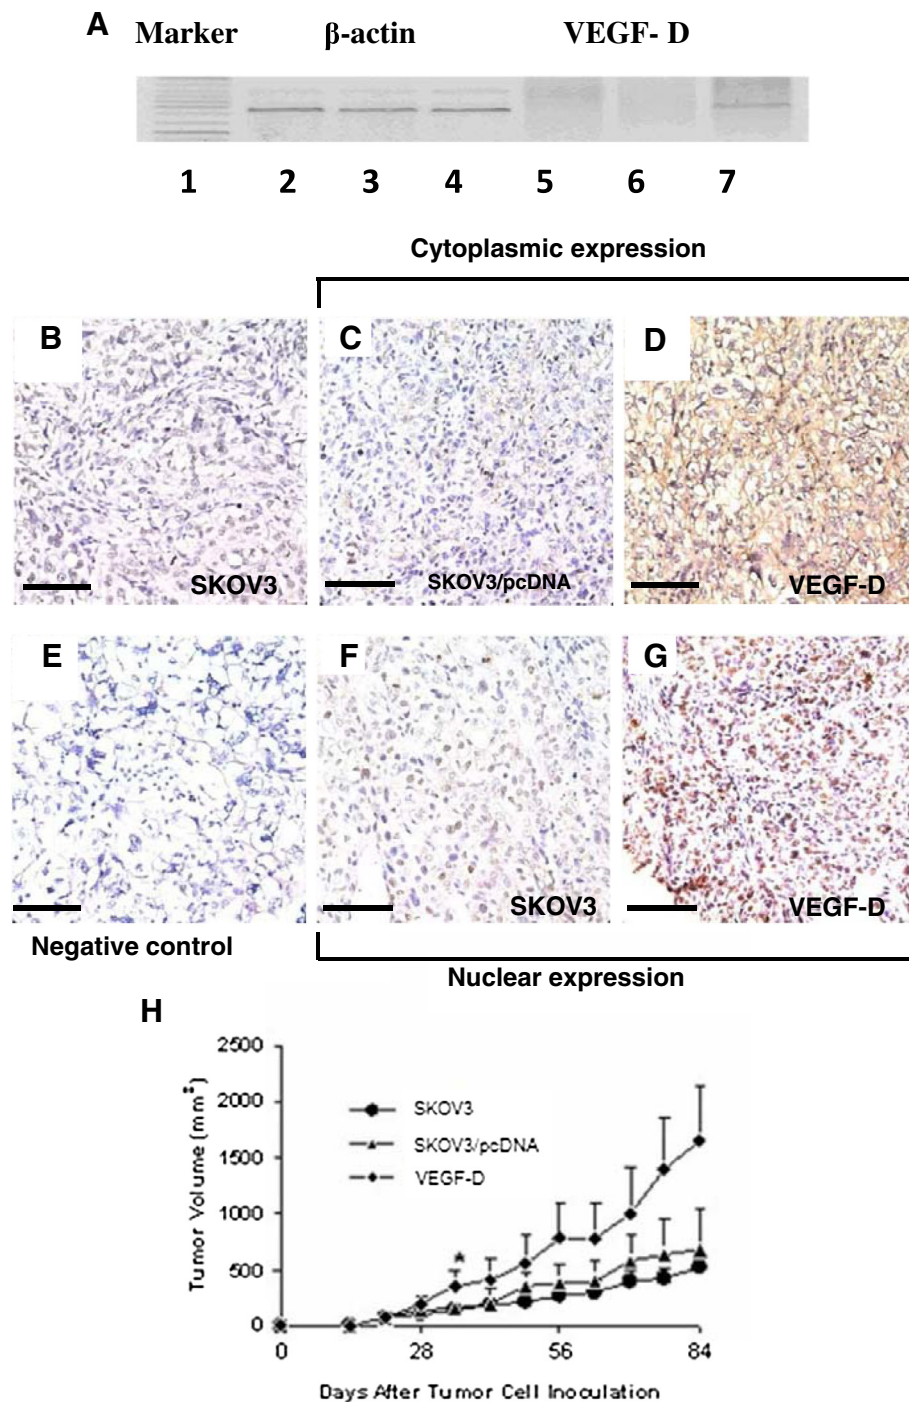 A
Marker β-actin VEGF- D
1 2 3 4 5 6 7
Cytoplasmic expression
B C D
SKOV3 SKOV3/pcDNA VEGF-D
E F G
SKOV3 VEGF-D
Negative control
Nuclear expression
H
2500
2000
1500
1000
500
0
Tumor Volume (mm³)
SKOV3
SKOV3/pcDNA
VEGF-D
*
0 28 56 84
Days After Tumor Cell Inoculation